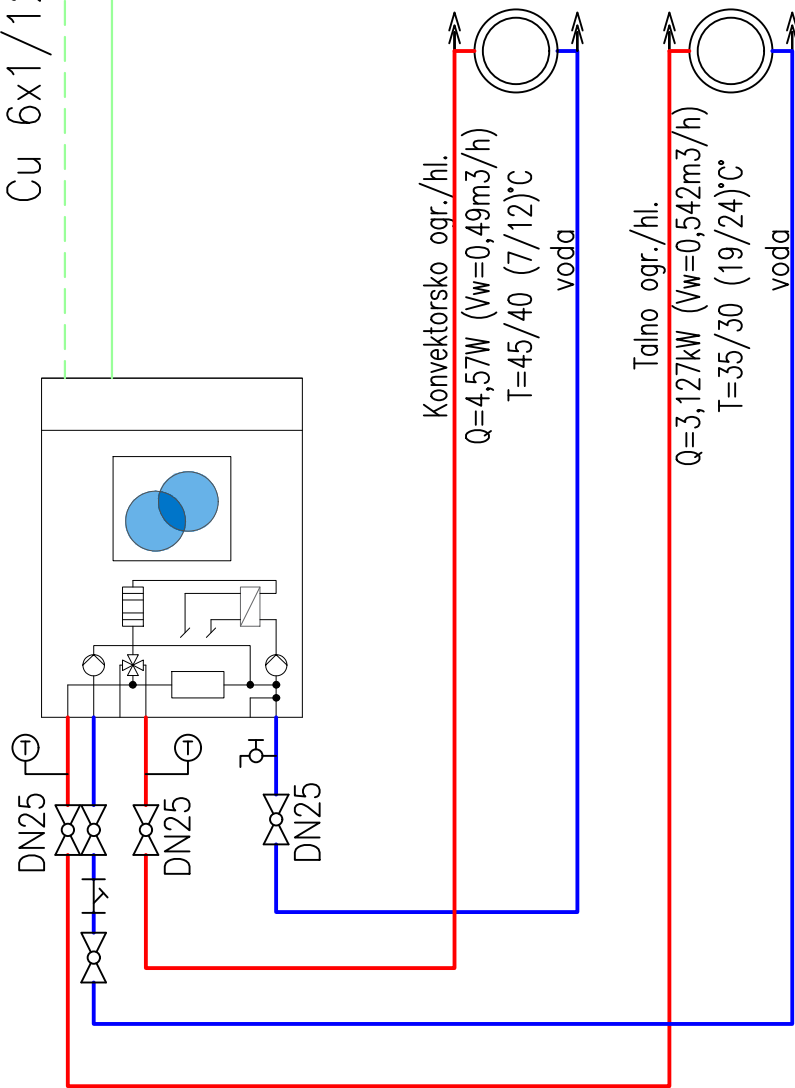 Cu 6x1/1
Konvektorsko ogr./hl.
Q=4,57W (Vw=0,49m3/h)
T=45/40 (7/12)°C
voda
Talno ogr./hl.
Q=3,127kW (Vw=0,542m3/h)
T=35/30 (19/24)°C
voda
T
T
DN25
DN25
DN25